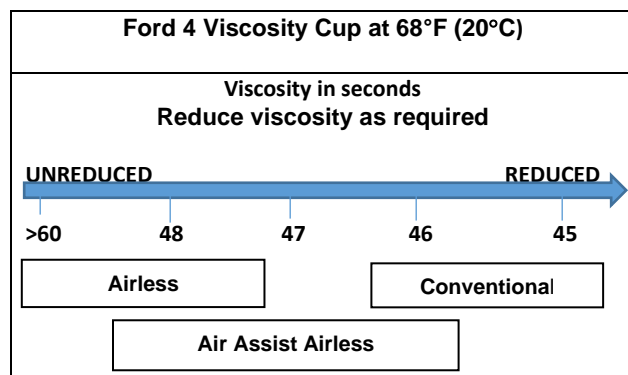 Ford 4 Viscosity Cup at 68°F (20°C)
Viscosity in seconds
Reduce viscosity as required
UNREDUCED REDUCED
>60 48 47 46 45
Airless Conventional
Air Assist Airless